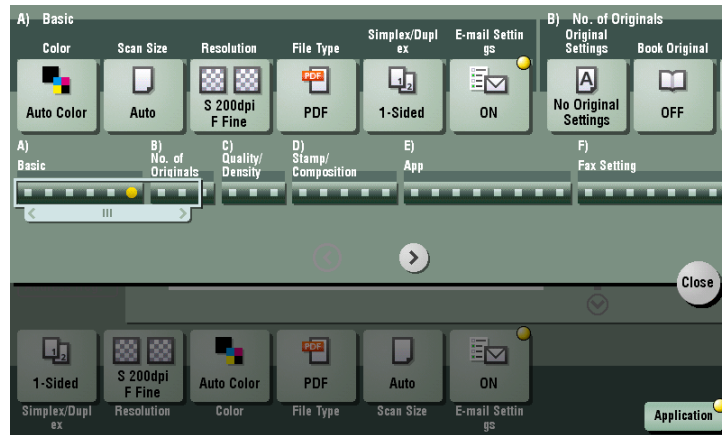 A) Basic
B) No. of Originals
Color
Scan Size
Resolution
File Type
Simplex/Dupl
ex
E-mail Settin
gs
Original
Settings
Book Original
Auto Color
Auto
S 200dpi
F Fine
PDF
PDF
1-Sided
ON
A
No Original
Settings
OFF
A)
Basic
B)
No. of
Originals
C)
Quality/
Density
D)
Stamp/
Composition
E)
App
F)
Fax Setting
Close
1-Sided
S 200dpi
F Fine
Auto Color
PDF
PDF
Auto
ON
Simplex/Dupl
ex
Resolution
Color
File Type
Scan Size
E-mail Settin
gs
Application